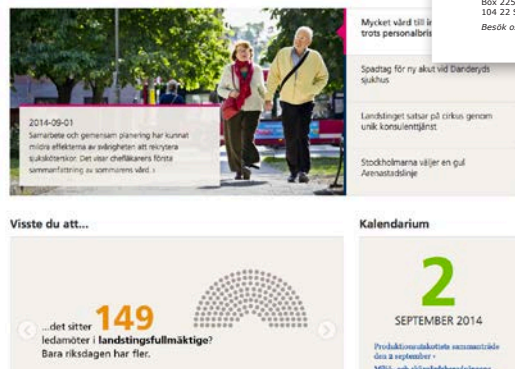 Box 225
104 22 S
Besök o
Mycket vård till i
trots personalbris
Spadtag för ny akut vid Danderyds
sjukhus
Landstinget satsar på cirkus genom
unik konsulenttjänst
Stockholmarna väljer en gul
Arenastadslinje
2014-09-01
Samarbete och gemensam planering har kunnat
mildra effekterna av svårigheten att rekrytera
sjuksköterskor. Det visar chefläkarens första
sammanfattning av sommarens vård. ›
Visste du att...
...det sitter 149
ledamöter i landstingsfullmäktige?
Bara riksdagen har fler.
Kalendarium
2
SEPTEMBER 2014
Produktionsutskottets sammanträde
den 2 september ›